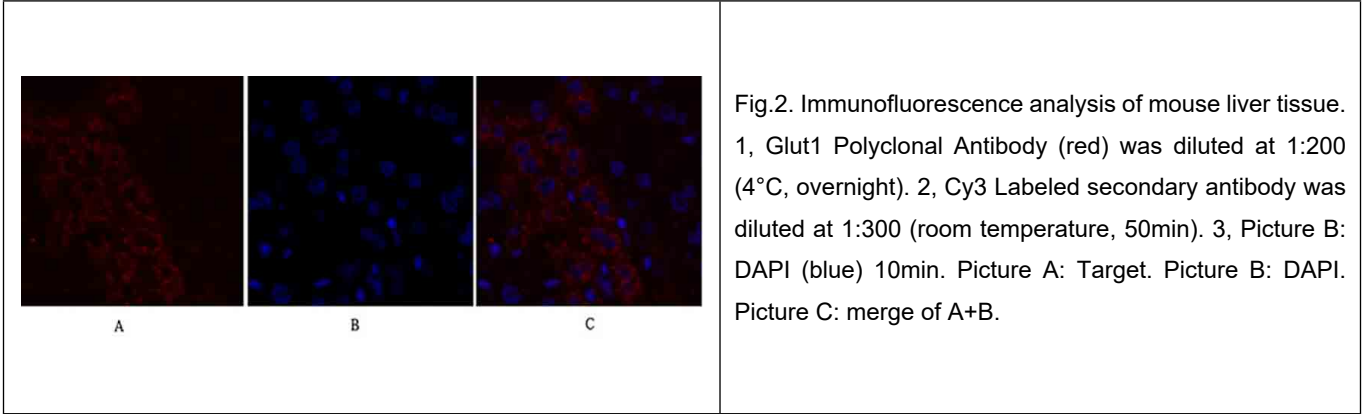 A
B
C
Fig.2. Immunofluorescence analysis of mouse liver tissue.
1, Glut1 Polyclonal Antibody (red) was diluted at 1:200
(4°C, overnight). 2, Cy3 Labeled secondary antibody was
diluted at 1:300 (room temperature, 50min). 3, Picture B:
DAPI (blue) 10min. Picture A: Target. Picture B: DAPI.
Picture C: merge of A+B.